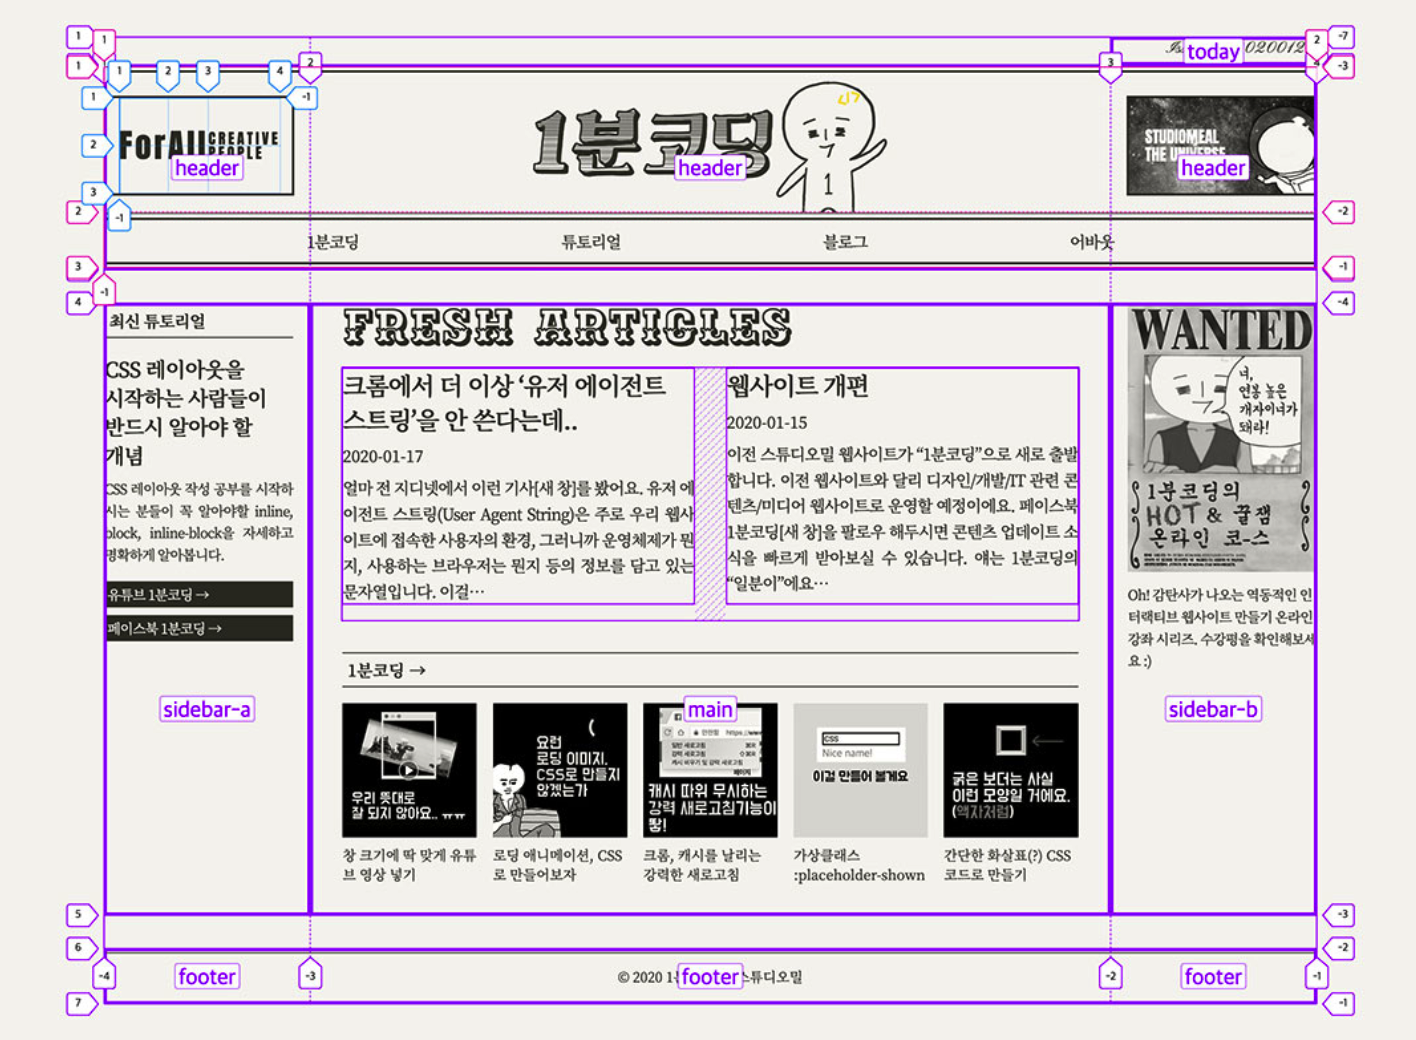 1
-7
1
2
today
020012
1
2
3
4
-3
1
2
3
4
1
-1
ForAll CREATIVE PEOPLE
2
header
1분코딩
header
1
STUDIOMEAL
THE UNIVERSE
header
3
2
-1
-2
1분코딩
튜토리얼
블로그
어바웃
3
-1
-1
4
-4
최신 튜토리얼
CSS 레이아웃을
시작하는 사람들이
반드시 알아야 할
개념
CSS 레이아웃 작성 공부를 시작하
시는 분들이 꼭 알아야할 inline,
block, inline-block을 자세하고
명확하게 알아봅니다.
유튜브 1분코딩 →
페이스북 1분코딩 →
sidebar-a
FRESH ARTICLES
크롬에서 더 이상 ‘유저 에이전트
스트링’을 안 쓴다는데..
2020-01-17
얼마 전 지디넷에서 이런 기사[새 창]를 봤어요. 유저 에
이전트 스트링(User Agent String)은 주로 우리 웹사
이트에 접속한 사용자의 환경, 그러니까 운영체제가 뭔
지, 사용하는 브라우저는 뭔지 등의 정보를 담고 있는
문자열입니다. 이걸…
웹사이트 개편
2020-01-15
이전 스튜디오밀 웹사이트가 “1분코딩”으로 새로 출발
합니다. 이전 웹사이트와 달리 디자인/개발/IT 관련 콘
텐츠/미디어 웹사이트로 운영할 예정이에요. 페이스북
1분코딩[새 창]을 팔로우 해두시면 콘텐츠 업데이트 소
식을 빠르게 받아보실 수 있습니다. 얘는 1분코딩의
“일분이”에요…
1분코딩 →
main
우리 뜻대로
잘 되지 않아요.. ㅠㅠ
요런
로딩 이미지.
CSS로 만들지
않겠는가
캐시 따위 무시하는
강력 새로고침기능이
뿅!
CSS
Nice name!
이걸 만들어 볼게요
굵은 보더는 사실
이런 모양일 거예요.
(액자처럼)
창 크기에 딱 맞게 유튜
브 영상 넣기
로딩 애니메이션, CSS
로 만들어보자
크롬, 캐시를 날리는
강력한 새로고침
가상클래스
:placeholder-shown
간단한 화살표(?) CSS
코드로 만들기
WANTED
너,
연봉 높은
개자이너가
돼라!
1분코딩의
HOT & 꿀잼
온라인 코-스
Oh! 감탄사가 나오는 역동적인 인
터랙티브 웹사이트 만들기 온라인
강좌 시리즈. 수강평을 확인해보세
요 :)
sidebar-b
5
-3
6
-2
-4
footer
-3
© 2020 1
footer
스튜디오밀
-2
footer
-1
7
-1